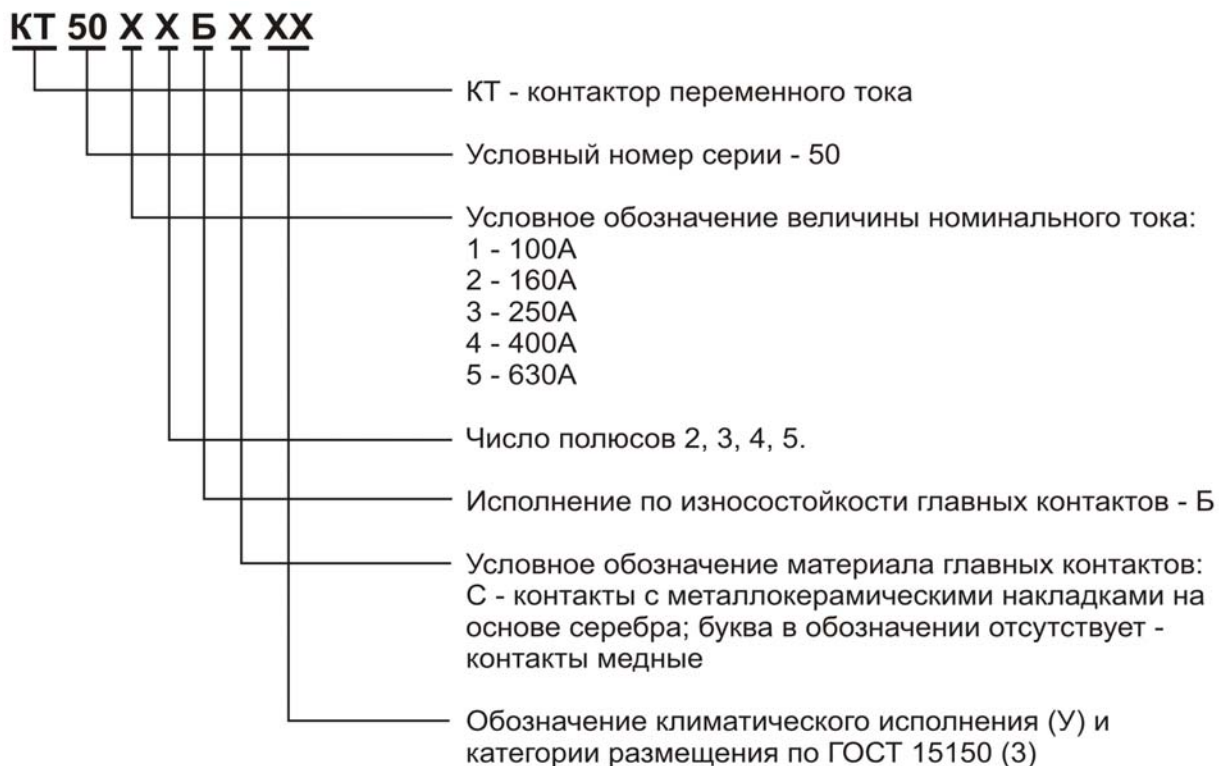 КТ 50 Х Х Б Х ХХ
КТ - контактор переменного тока
Условный номер серии - 50
Условное обозначение величины номинального тока:
1 - 100А
2 - 160А
3 - 250А
4 - 400А
5 - 630А
Число полюсов 2, 3, 4, 5.
Исполнение по износостойкости главных контактов - Б
Условное обозначение материала главных контактов:
С - контакты с металлокерамическими накладками на
основе серебра; буква в обозначении отсутствует -
контакты медные
Обозначение климатического исполнения (У) и
категории размещения по ГОСТ 15150 (3)